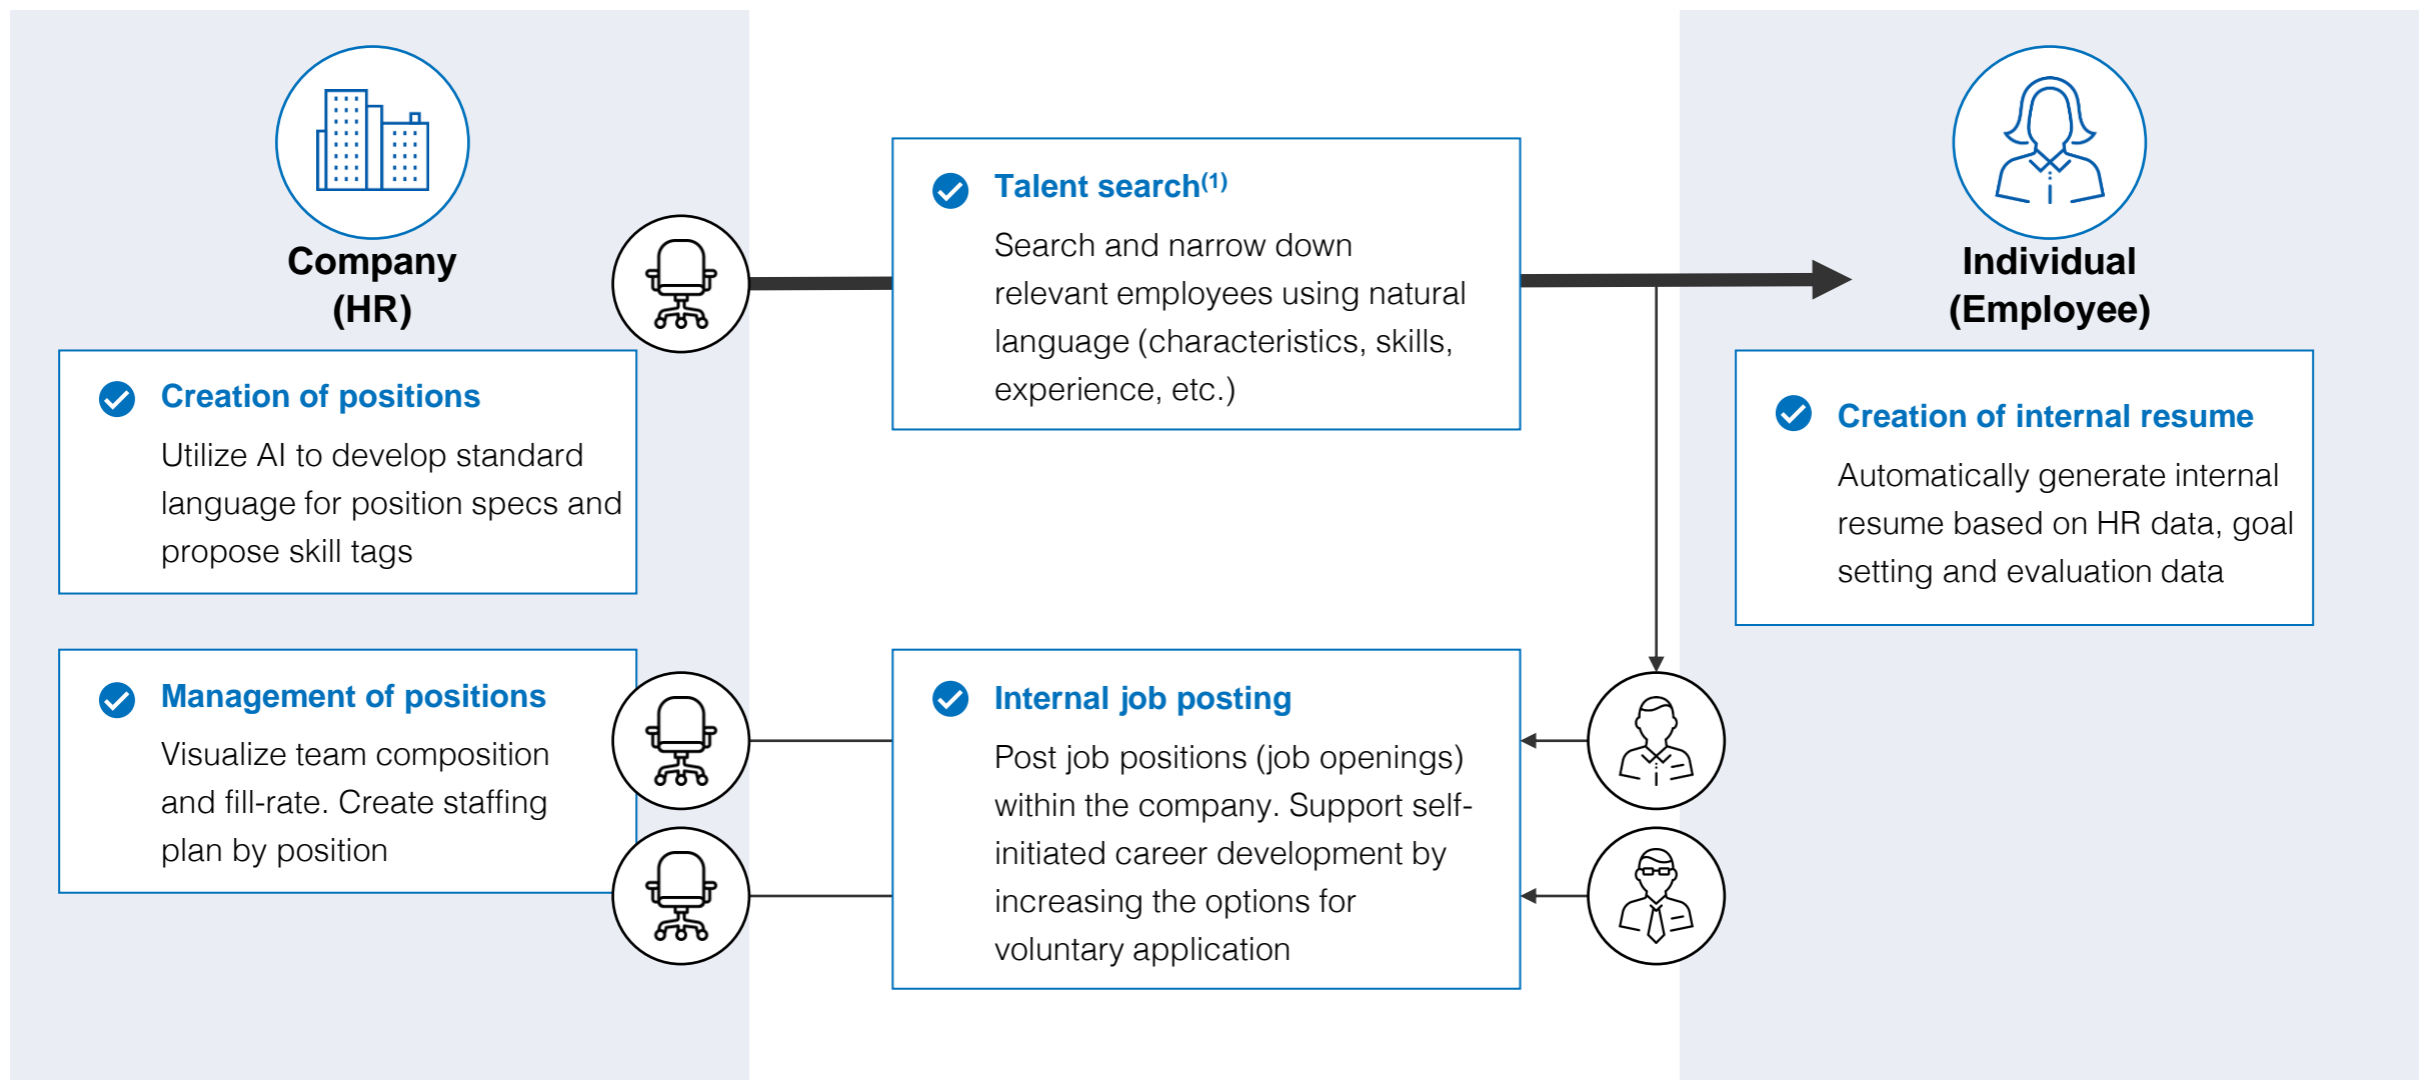 Company
(HR)
Creation of positions
Utilize AI to develop standard
language for position specs and
propose skill tags
Management of positions
Visualize team composition
and fill-rate. Create staffing
plan by position
Talent search(1)
Search and narrow down
relevant employees using natural
language (characteristics, skills,
experience, etc.)
Internal job posting
Post job positions (job openings)
within the company. Support self-
initiated career development by
increasing the options for
voluntary application
Individual
(Employee)
Creation of internal resume
Automatically generate internal
resume based on HR data, goal
setting and evaluation data